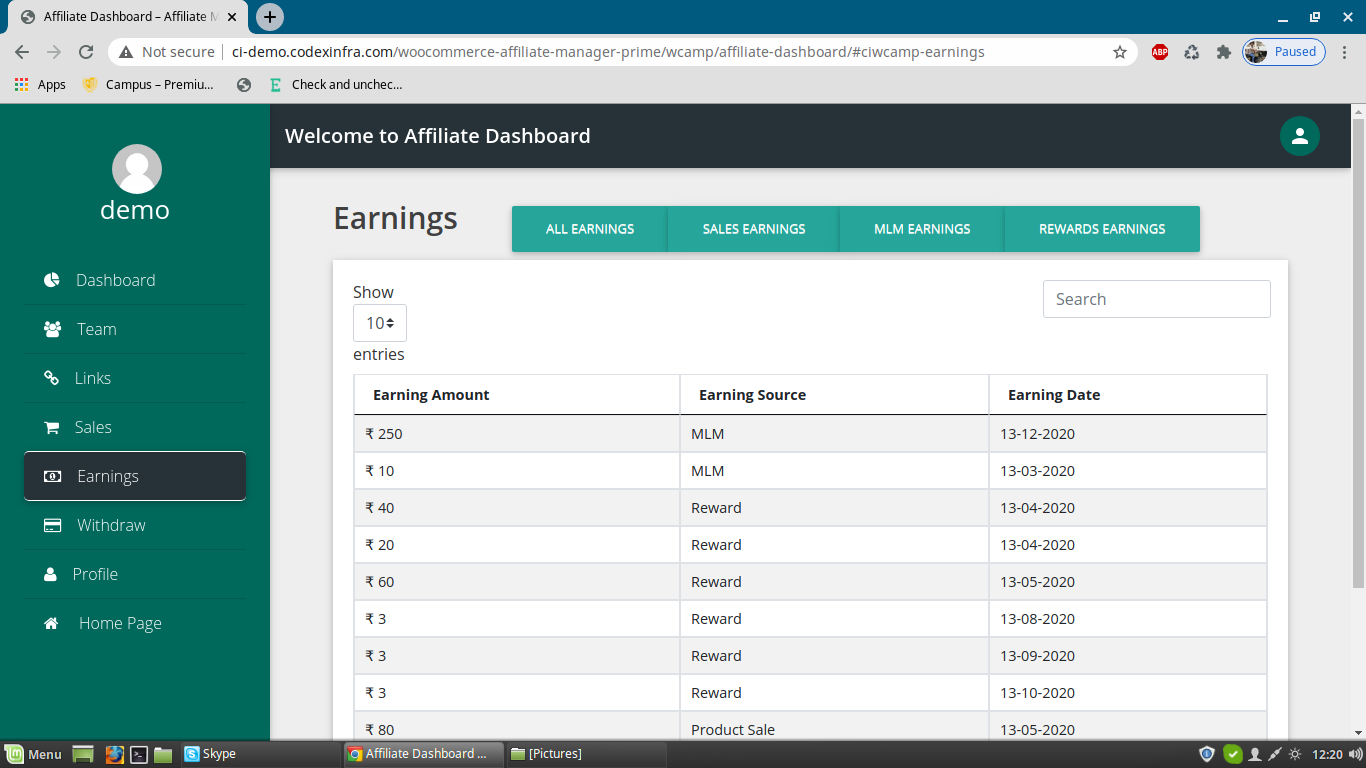 Affiliate Dashboard – Affiliate M
Not secure
ci-demo.codexinfra.com/woocommerce-affiliate-manager-prime/wcamp/affiliate-dashboard/#ciwcamp-earnings
ABP
Paused
Apps
Campus – Premiu...
Check and unchec...
demo
Dashboard
Team
Links
Sales
Earnings
Withdraw
Profile
Home Page
Welcome to Affiliate Dashboard
Earnings
ALL EARNINGS SALES EARNINGS MLM EARNINGS REWARDS EARNINGS
Show
10
entries
Search
Earning Amount Earning Source Earning Date
₹ 250 MLM 13-12-2020
₹ 10 MLM 13-03-2020
₹ 40 Reward 13-04-2020
₹ 20 Reward 13-04-2020
₹ 60 Reward 13-05-2020
₹ 3 Reward 13-08-2020
₹ 3 Reward 13-09-2020
₹ 3 Reward 13-10-2020
₹ 80 Product Sale 13-05-2020
Menu
Skype
Affiliate Dashboard ...
[Pictures]
12:20